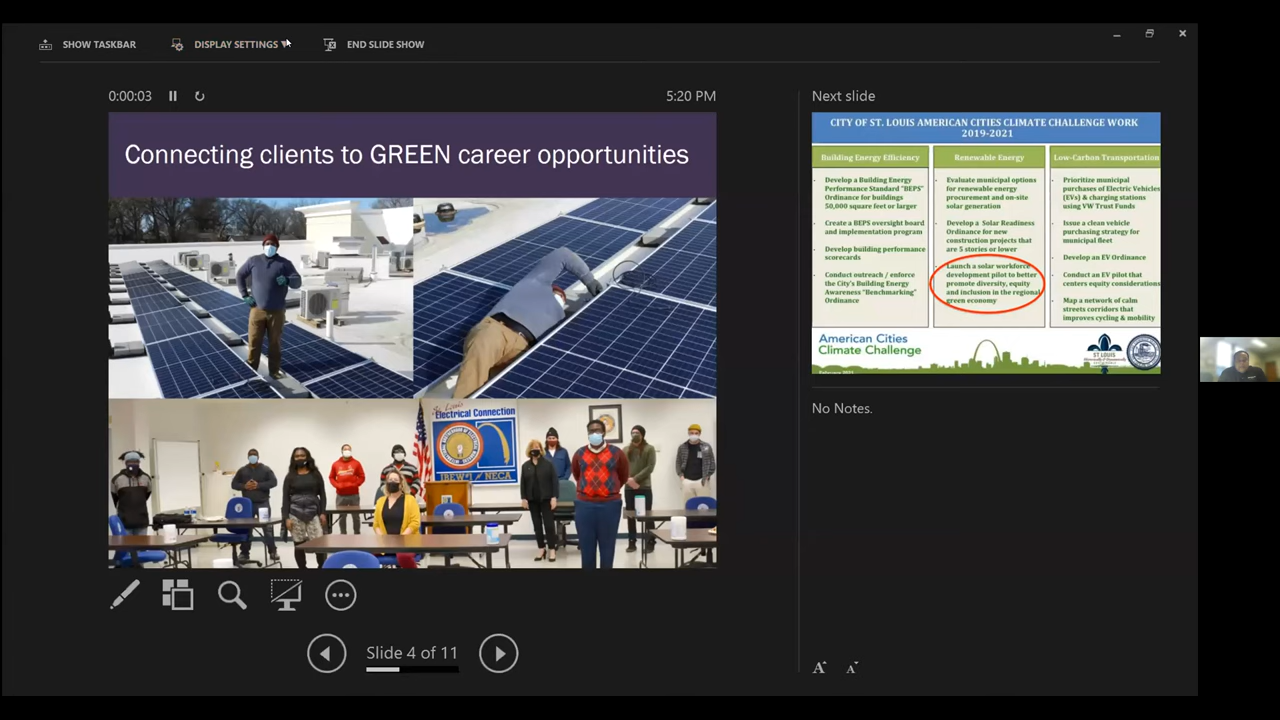 SHOW TASKBAR
DISPLAY SETTINGS ▼
END SLIDE SHOW
0:00:03
5:20 PM
Connecting clients to GREEN career opportunities
St. Louis
Electrical Connection
IBEW 1 / NECA
Slide 4 of 11
Next slide
CITY OF ST. LOUIS AMERICAN CITIES CLIMATE CHALLENGE WORK
2019-2021
Building Energy Efficiency
Develop a Building Energy
Performance Standard "BEPS"
Ordinance for buildings
50,000 square feet or larger
Create a BEPS oversight board
and implementation program
Develop building performance
scorecards
Conduct outreach / enforce
the City's Building Energy
Awareness "Benchmarking"
Ordinance
Renewable Energy
Evaluate municipal options
for renewable energy
procurement and on-site
solar generation
Develop a Solar Readiness
Ordinance for new
construction projects that
are 5 stories or lower
Launch a solar workforce
development pilot to better
promote diversity, equity
and inclusion in the regional
green economy
Low-Carbon Transportation
Prioritize municipal
purchases of Electric Vehicles
(EVs) & charging stations
using VW Trust Funds
Issue a clean vehicle
purchasing strategy for
municipal fleet
Develop an EV Ordinance
Conduct an EV pilot that
centers equity considerations
Map a network of calm
streets corridors that
improves cycling & mobility
American Cities
Climate Challenge
ST. LOUIS
February 2021
No Notes.
A
A